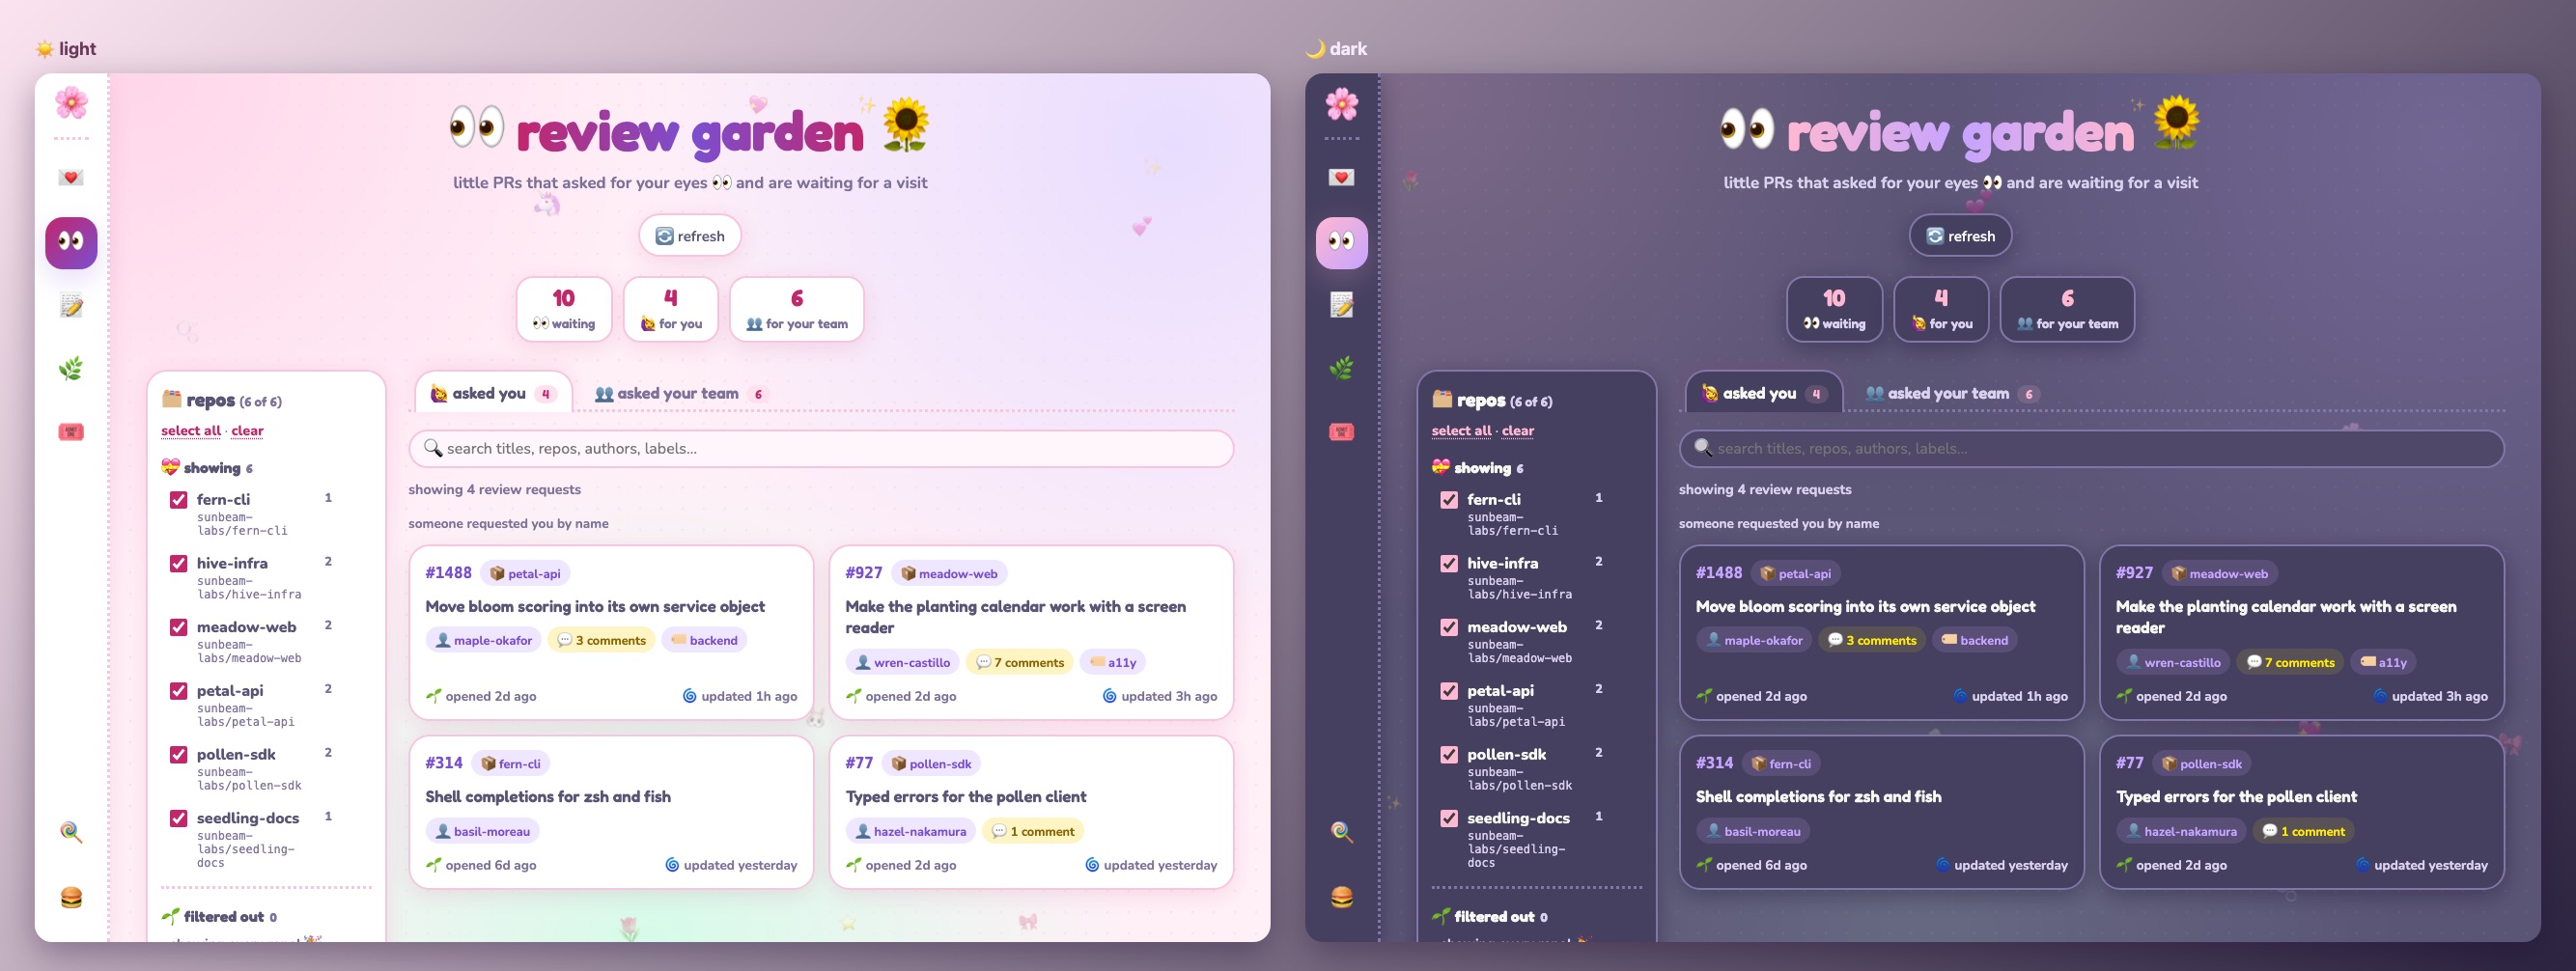 light
review garden
little PRs that asked for your eyes and are waiting for a visit
refresh
10
waiting
4
for you
6
for your team
repos (6 of 6)
select all · clear
showing 6
fern-cli 1
sunbeam-
labs/fern-cli
hive-infra 2
sunbeam-
labs/hive-infra
meadow-web 2
sunbeam-
labs/meadow-web
petal-api 2
sunbeam-
labs/petal-api
pollen-sdk 2
sunbeam-
labs/pollen-sdk
seedling-docs 1
sunbeam-
labs/seedling-
docs
filtered out 0
asked you 4
asked your team 6
search titles, repos, authors, labels...
showing 4 review requests
someone requested you by name
#1488 petal-api
Move bloom scoring into its own service object
maple-okafor 3 comments backend
opened 2d ago updated 1h ago
#927 meadow-web
Make the planting calendar work with a screen
reader
wren-castillo 7 comments a11y
opened 2d ago updated 3h ago
#314 fern-cli
Shell completions for zsh and fish
basil-moreau
opened 6d ago updated yesterday
#77 pollen-sdk
Typed errors for the pollen client
hazel-nakamura 1 comment
opened 2d ago updated yesterday
dark
review garden
little PRs that asked for your eyes and are waiting for a visit
refresh
10
waiting
4
for you
6
for your team
repos (6 of 6)
select all · clear
showing 6
fern-cli 1
sunbeam-
labs/fern-cli
hive-infra 2
sunbeam-
labs/hive-infra
meadow-web 2
sunbeam-
labs/meadow-web
petal-api 2
sunbeam-
labs/petal-api
pollen-sdk 2
sunbeam-
labs/pollen-sdk
seedling-docs 1
sunbeam-
labs/seedling-
docs
filtered out 0
asked you 4
asked your team 6
search titles, repos, authors, labels...
showing 4 review requests
someone requested you by name
#1488 petal-api
Move bloom scoring into its own service object
maple-okafor 3 comments backend
opened 2d ago updated 1h ago
#927 meadow-web
Make the planting calendar work with a screen
reader
wren-castillo 7 comments a11y
opened 2d ago updated 3h ago
#314 fern-cli
Shell completions for zsh and fish
basil-moreau
opened 6d ago updated yesterday
#77 pollen-sdk
Typed errors for the pollen client
hazel-nakamura 1 comment
opened 2d ago updated yesterday